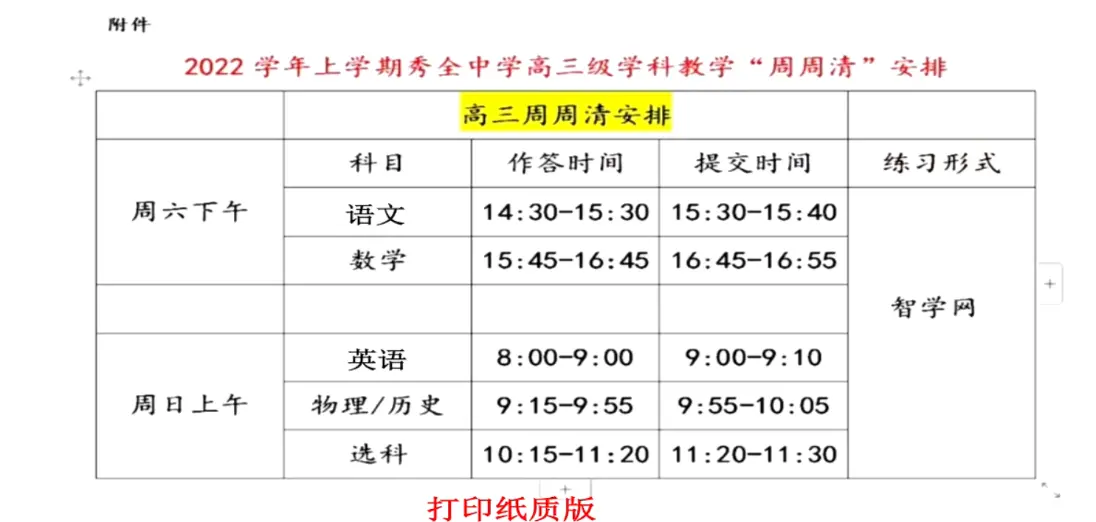 附件
2022 学年上学期秀全中学高三级学科教学“周周清”安排
高三周周清安排
科目 作答时间 提交时间 练习形式
周六下午
语文 14:30-15:30 15:30-15:40
数学 15:45-16:45 16:45-16:55
智学网
英语 8:00-9:00 9:00-9:10
周日上午
物理/历史 9:15-9:55 9:55-10:05
选科 10:15-11:20 11:20-11:30
打印纸质版